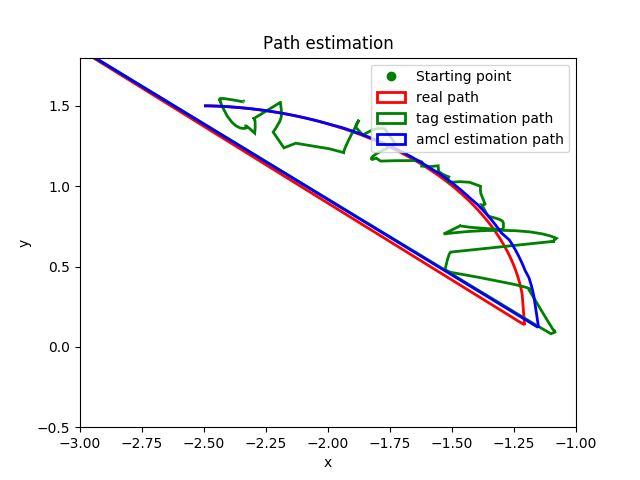 Path estimation
Starting point
real path
tag estimation path
amcl estimation path
y
1.5
1.0
0.5
0.0
−0.5
−3.00 −2.75 −2.50 −2.25 −2.00 −1.75 −1.50 −1.25 −1.00
x